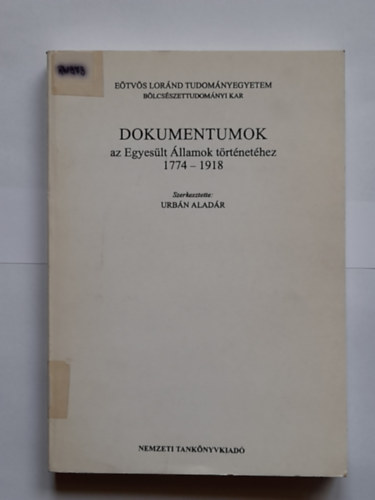 EÖTVÖS LORÁND TUDOMÁNYEGYETEM
BÖLCSÉSZETTUDOMÁNYI KAR
DOKUMENTUMOK
az Egyesült Államok történetéhez
1774 – 1918
Szerkesztette:
URBÁN ALADÁR
NEMZETI TANKÖNYVKIADÓ